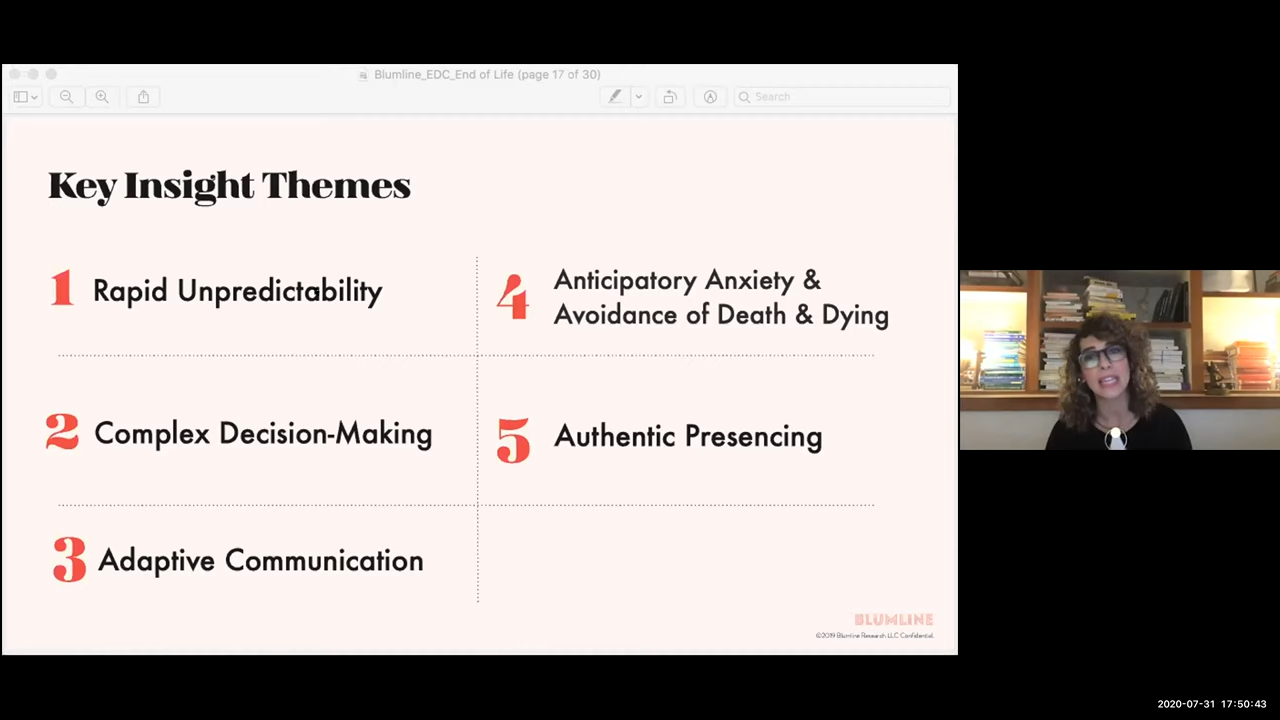 Blumline_EDC_End of Life (page 17 of 30)
Search
Key Insight Themes
1 Rapid Unpredictability
2 Complex Decision-Making
3 Adaptive Communication
4 Anticipatory Anxiety &
Avoidance of Death & Dying
5 Authentic Presencing
BLUMLINE
©2019 Blumline Research LLC Confidential.
2020-07-31 17:50:43